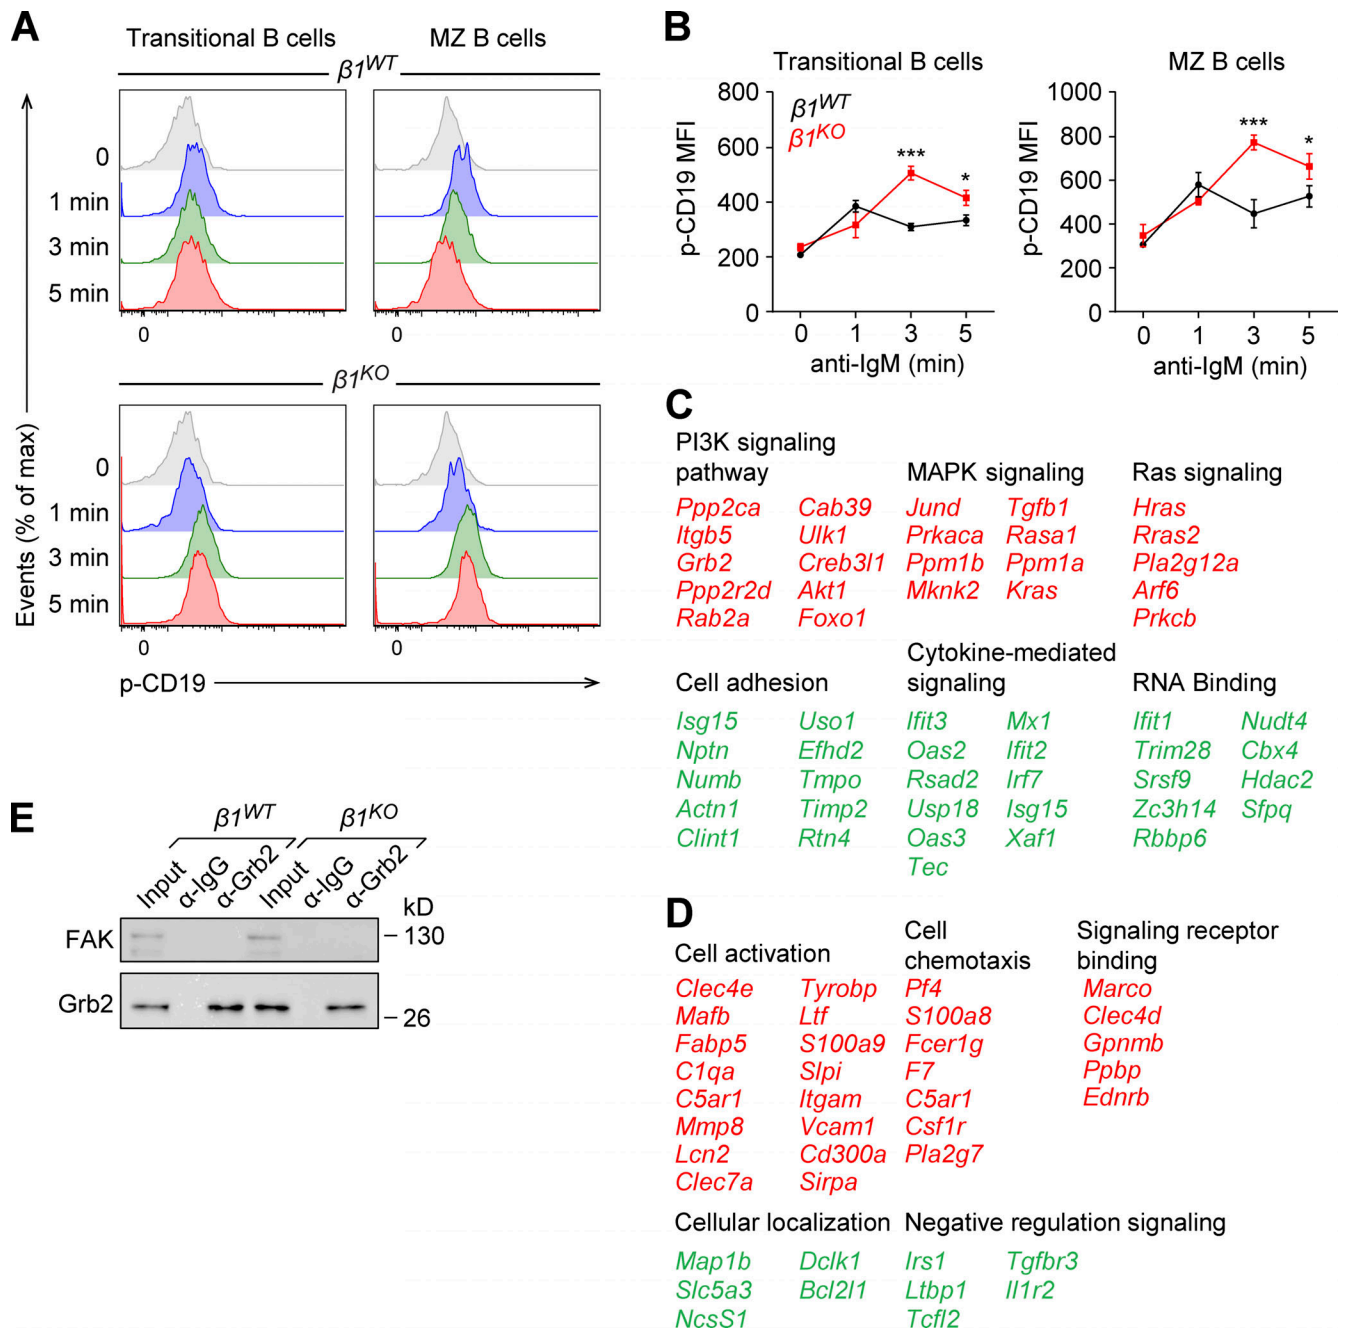 A
Transitional B cells
MZ B cells
β1WT
0
1 min
3 min
5 min
0
0
β1KO
0
1 min
3 min
5 min
0
0
Events (% of max)
p-CD19
B
Transitional B cells
β1WT
β1KO
p-CD19 MFI
800
600
400
200
0
***
*
0 1 3 5
anti-IgM (min)
MZ B cells
p-CD19 MFI
1000
800
600
400
200
0
***
*
0 1 3 5
anti-IgM (min)
C
PI3K signaling
pathway
Ppp2ca Cab39
Itgb5 Ulk1
Grb2 Creb3l1
Ppp2r2d Akt1
Rab2a Foxo1
MAPK signaling
Jund Tgfb1
Prkaca Rasa1
Ppm1b Ppm1a
Mknk2 Kras
Ras signaling
Hras
Rras2
Pla2g12a
Arf6
Prkcb
Cell adhesion
Isg15 Uso1
Nptn Efhd2
Numb Tmpo
Actn1 Timp2
Clint1 Rtn4
Cytokine-mediated
signaling
Ifit3 Mx1
Oas2 Ifit2
Rsad2 Irf7
Usp18 Isg15
Oas3 Xaf1
Tec
RNA Binding
Ifit1 Nudt4
Trim28 Cbx4
Srsf9 Hdac2
Zc3h14 Sfpq
Rbbp6
D
Cell activation
Clec4e Tyrobp
Mafb Ltf
Fabp5 S100a9
C1qa Slpi
C5ar1 Itgam
Mmp8 Vcam1
Lcn2 Cd300a
Clec7a Sirpa
Cell
chemotaxis
Pf4
S100a8
Fcer1g
F7
C5ar1
Csf1r
Pla2g7
Signaling receptor
binding
Marco
Clec4d
Gpnmb
Ppbp
Ednrb
Cellular localization
Map1b Dclk1
Slc5a3 Bcl2l1
NcsS1
Negative regulation signaling
Irs1 Tgfbr3
Ltbp1 Il1r2
Tcfl2
E
β1WT β1KO
Input α-IgG α-Grb2 Input α-IgG α-Grb2
kD
FAK 130
Grb2 26